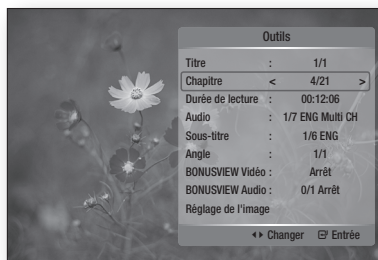 Outils
Titre : 1/1
Chapitre < 4/21 >
Durée de lecture : 00:12:06
Audio : 1/7 ENG Multi CH
Sous-titre : 1/6 ENG
Angle : 1/1
BONUSVIEW Vidéo : Arrêt
BONUSVIEW Audio : 0/1 Arrêt
Réglage de l'image
Changer Entrée